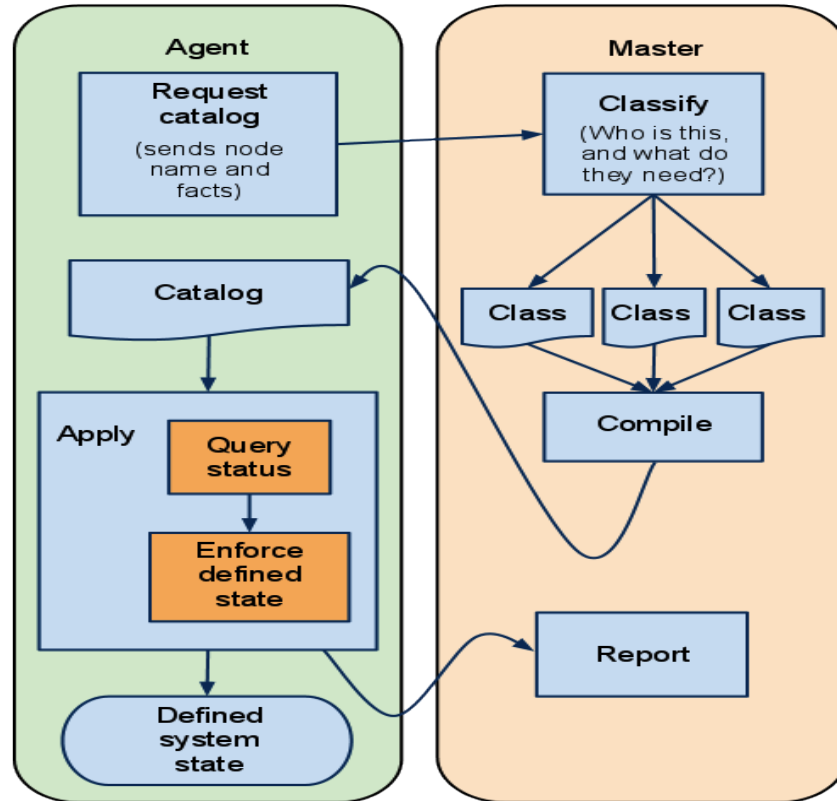 Agent
Request
catalog
(sends node
name and
facts)
Catalog
Apply
Query
status
Enforce
defined
state
Defined
system
state
Master
Classify
(Who is this,
and what do
they need?)
Class
Class
Class
Compile
Report